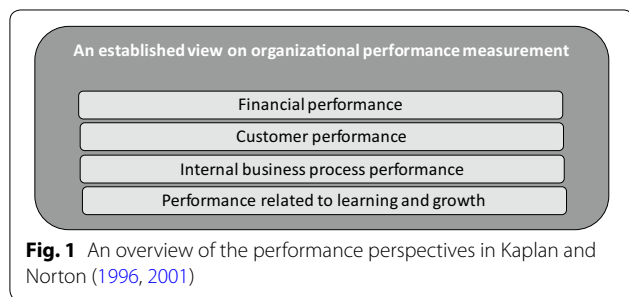 An established view on organizational performance measurement
Financial performance
Customer performance
Internal business process performance
Performance related to learning and growth
Fig. 1 An overview of the performance perspectives in Kaplan and
Norton (1996, 2001)